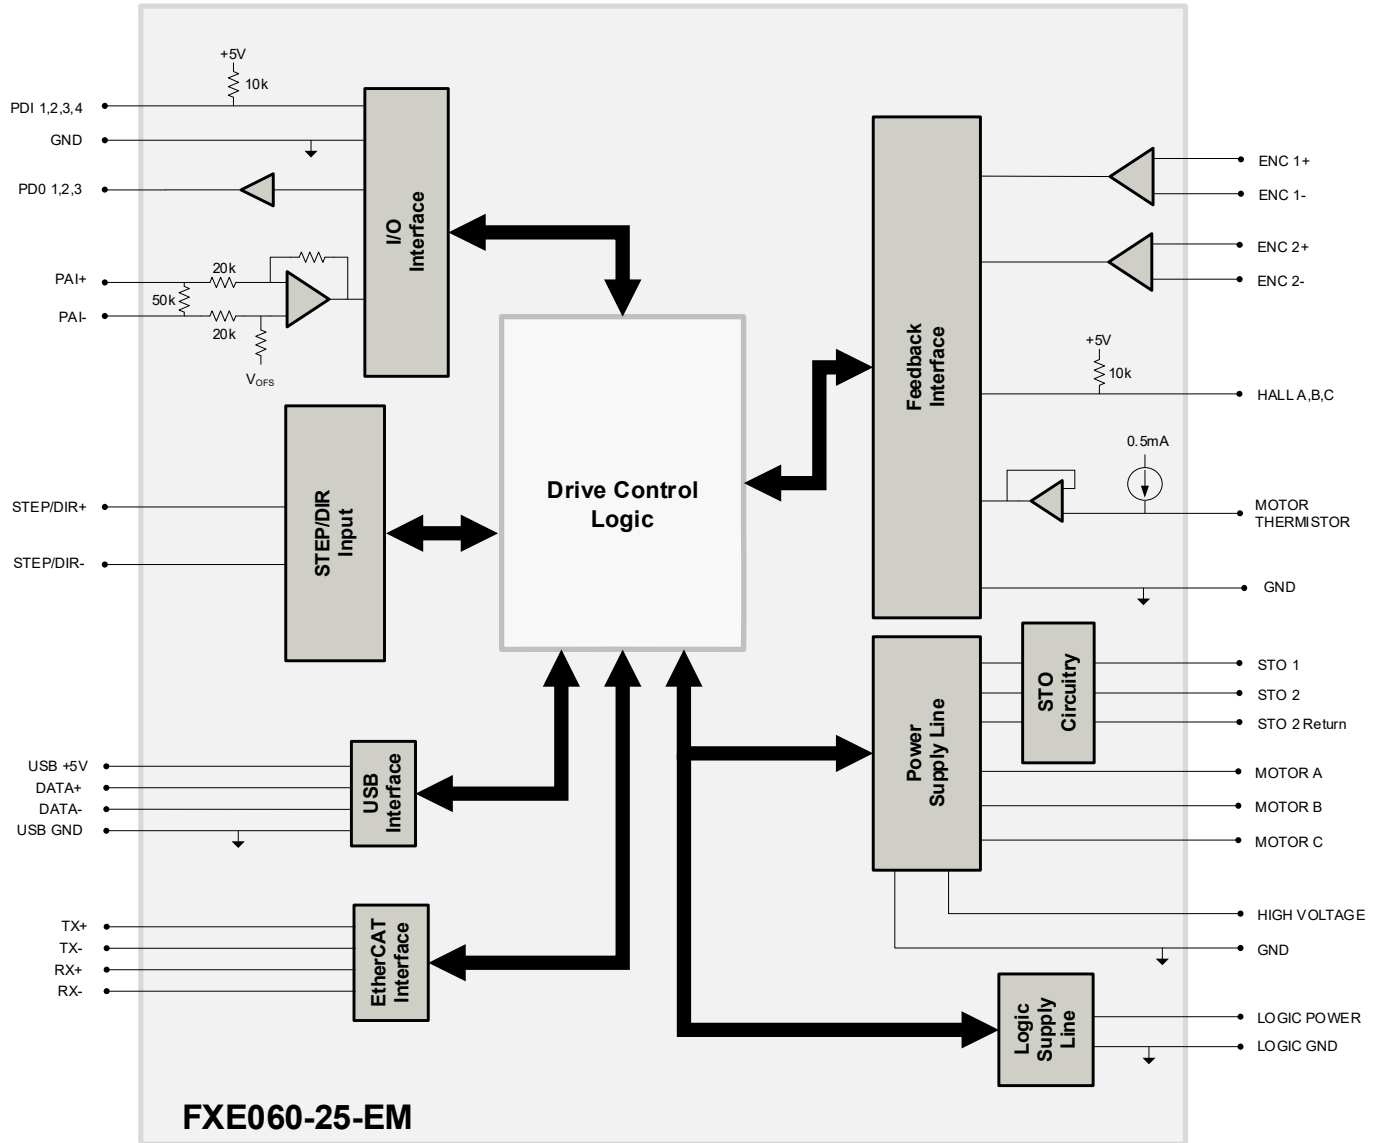 +5V
10k
PDI 1,2,3,4
GND
PD0 1,2,3
PAI+
20k
50k
PAI-
20k
VOFS
I/O
Interface
STEP/DIR+
STEP/DIR-
STEP/DIR
Input
Drive Control
Logic
USB +5V
DATA+
DATA-
USB GND
USB
Interface
TX+
TX-
RX+
RX-
EtherCAT
Interface
Feedback
Interface
ENC 1+
ENC 1-
ENC 2+
ENC 2-
+5V
10k
HALL A,B,C
0.5mA
MOTOR
THERMISTOR
GND
Power
Supply Line
STO
Circuitry
STO 1
STO 2
STO 2 Return
MOTOR A
MOTOR B
MOTOR C
HIGH VOLTAGE
GND
Logic
Supply
Line
LOGIC POWER
LOGIC GND
FXE060-25-EM